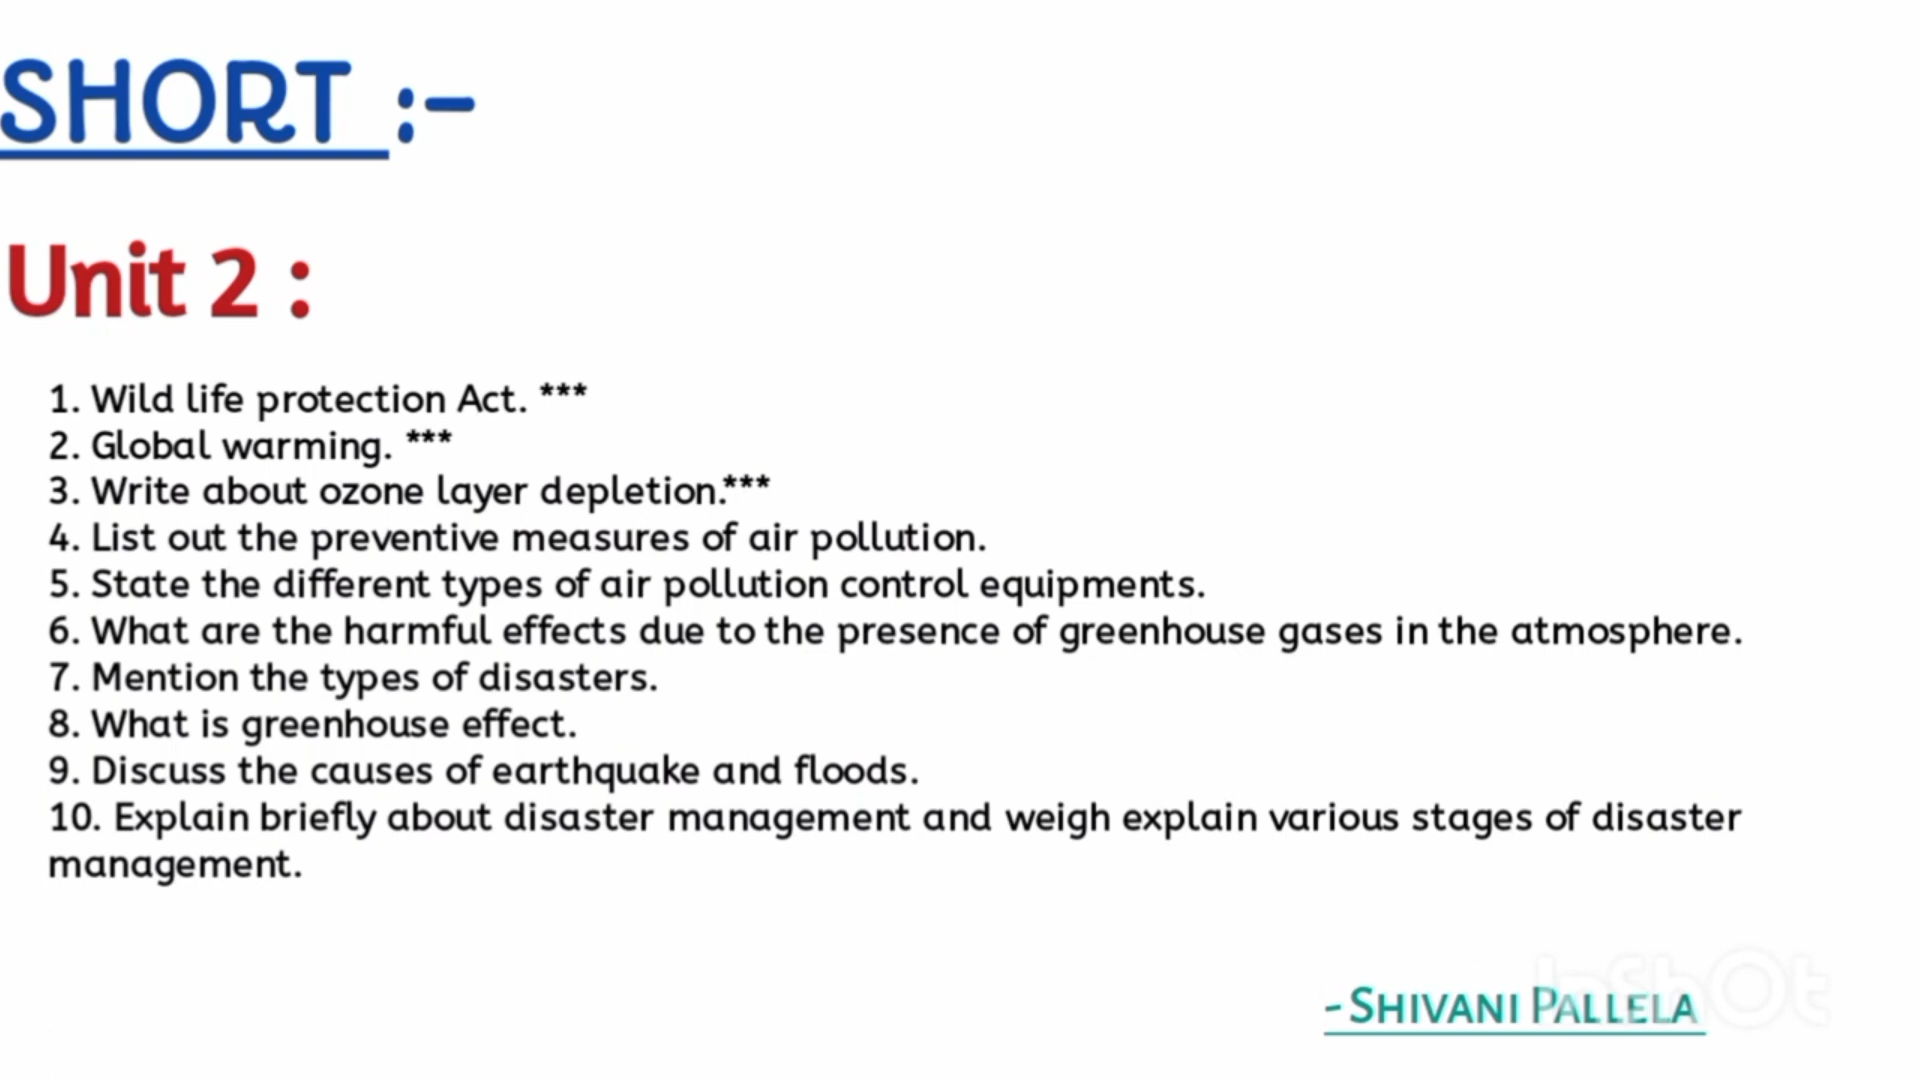 SHORT :-
Unit 2 :
1. Wild life protection Act. ***
2. Global warming. ***
3. Write about ozone layer depletion.***
4. List out the preventive measures of air pollution.
5. State the different types of air pollution control equipments.
6. What are the harmful effects due to the presence of greenhouse gases in the atmosphere.
7. Mention the types of disasters.
8. What is greenhouse effect.
9. Discuss the causes of earthquake and floods.
10. Explain briefly about disaster management and weigh explain various stages of disaster
management.
InShOt
- SHIVANI PALLELA